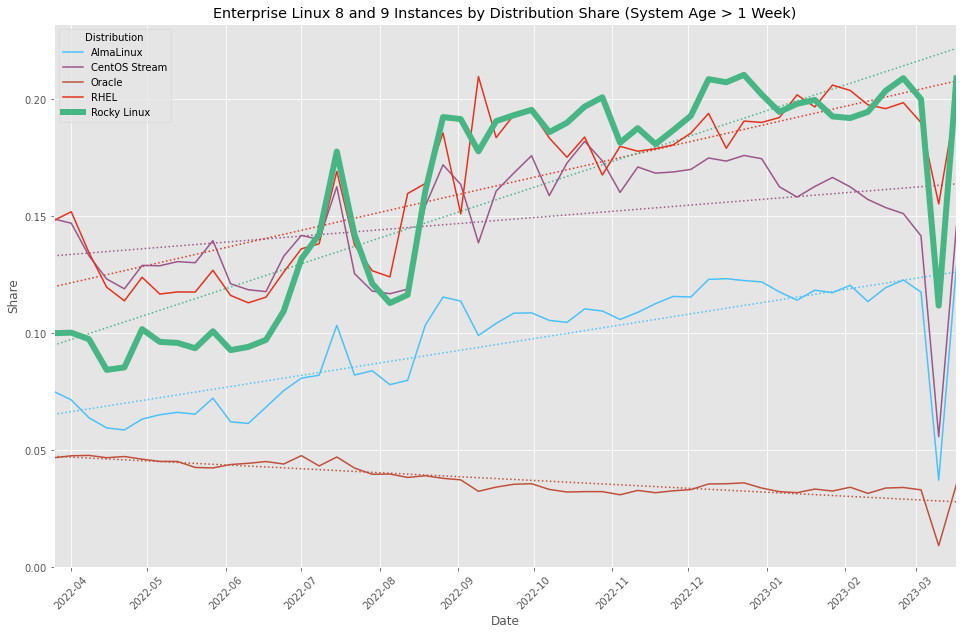 Enterprise Linux 8 and 9 Instances by Distribution Share (System Age > 1 Week)
Distribution
AlmaLinux
CentOS Stream
Oracle
RHEL
Rocky Linux
0.20
0.15
0.10
0.05
0.00
Share
2022-04
2022-05
2022-06
2022-07
2022-08
2022-09
2022-10
2022-11
2022-12
2023-01
2023-02
2023-03
Date